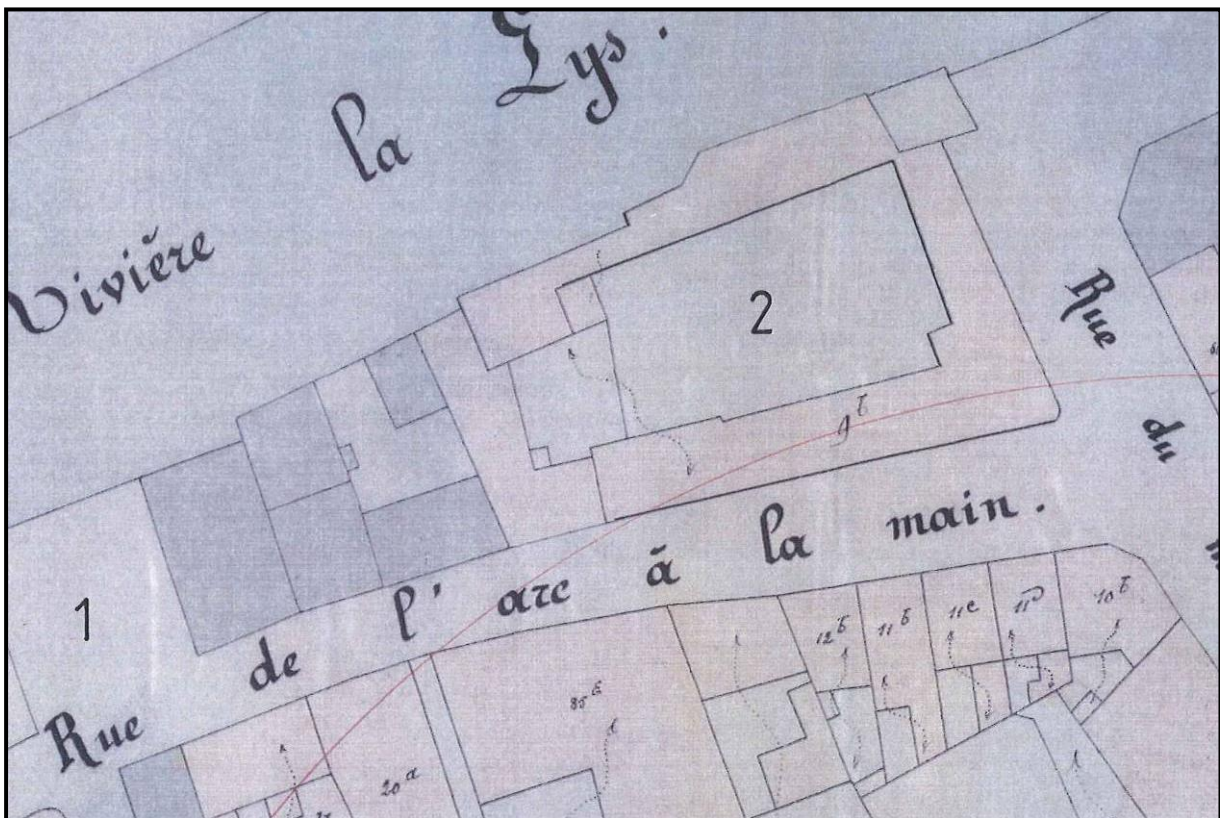 Rivière la Lys.
2
9b
1
Rue de l' arc à la main.
Rue du
12b
11b
11c
11D
10b
85a
20a